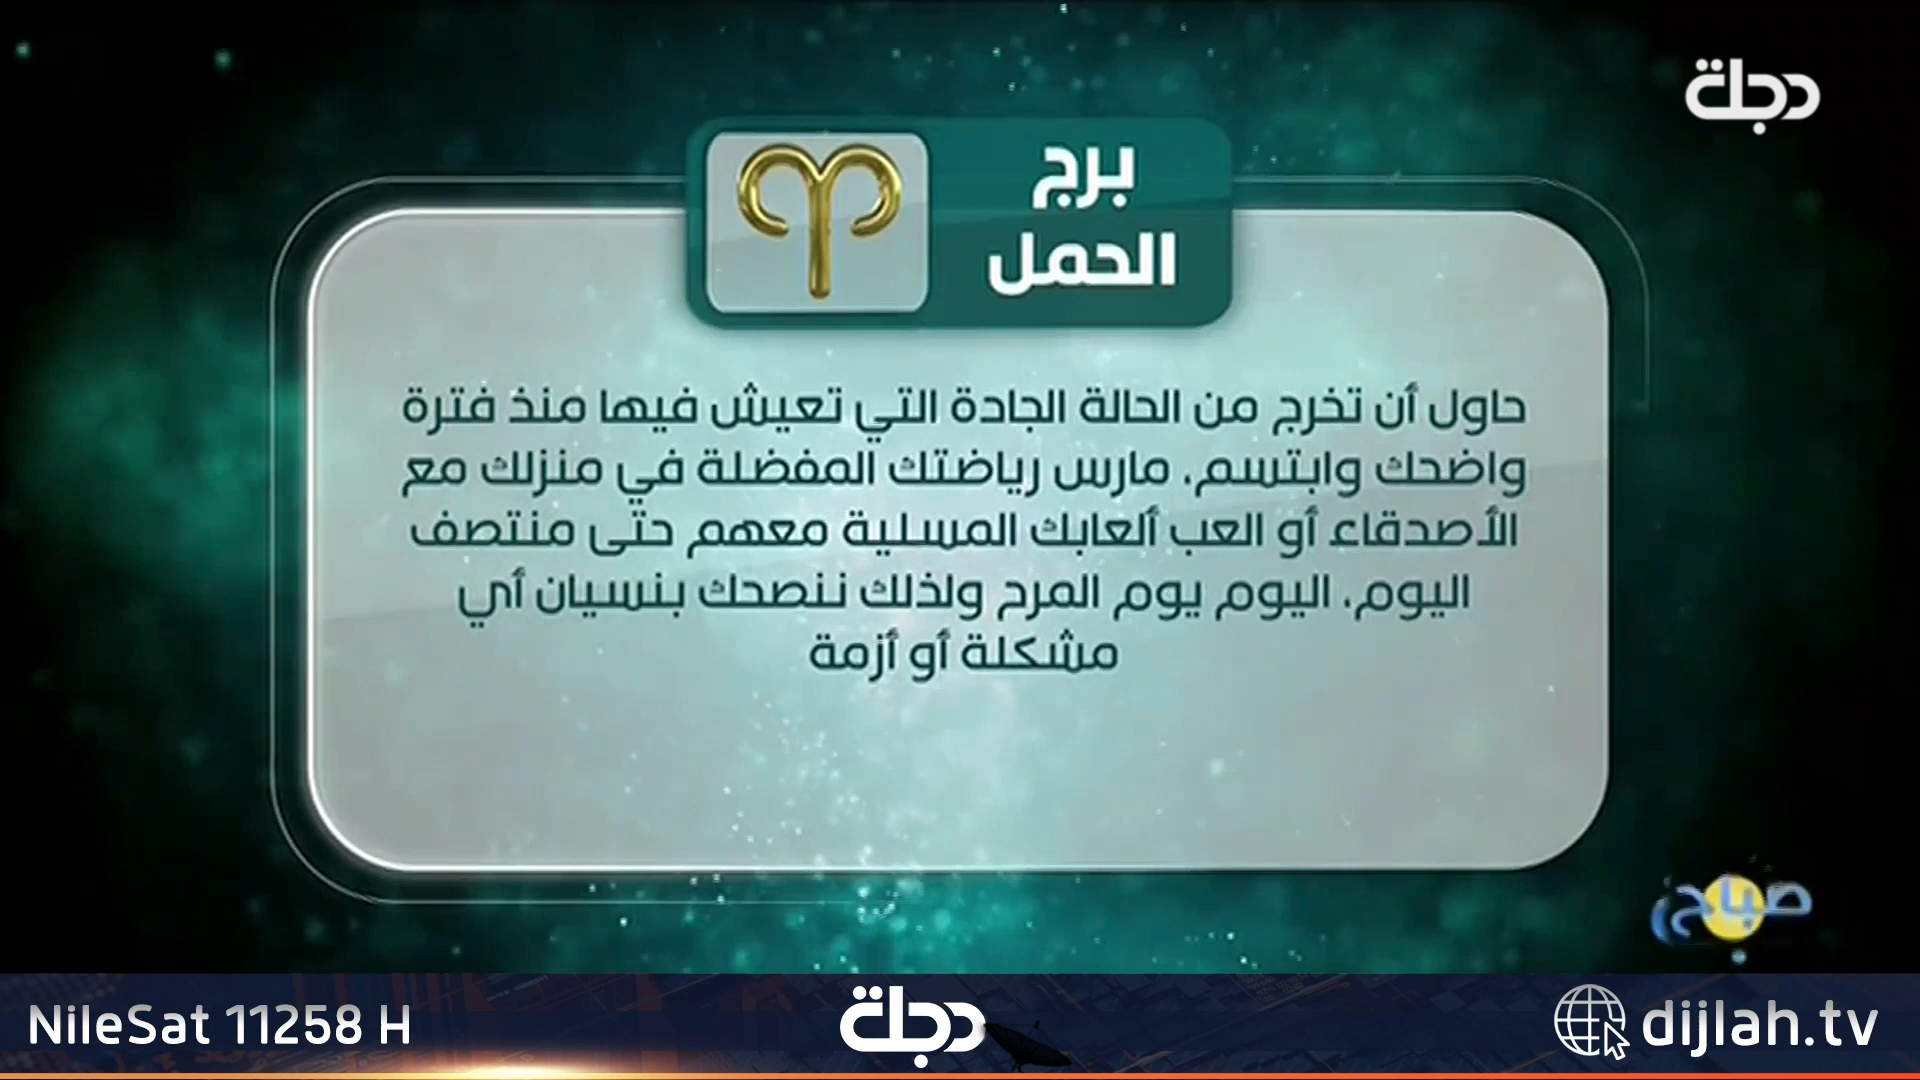 دجلة
برج
الحمل
حاول أن تخرج من الحالة الجادة التي تعيش فيها منذ فترة
واضحك وابتسم، مارس رياضتك المفضلة في منزلك مع
الأصدقاء أو العب ألعابك المسلية معهم حتى منتصف
اليوم، اليوم يوم المرح ولذلك ننصحك بنسيان أي
مشكلة أو أزمة
صباح
NileSat 11258 H
دجلة
dijlah.tv